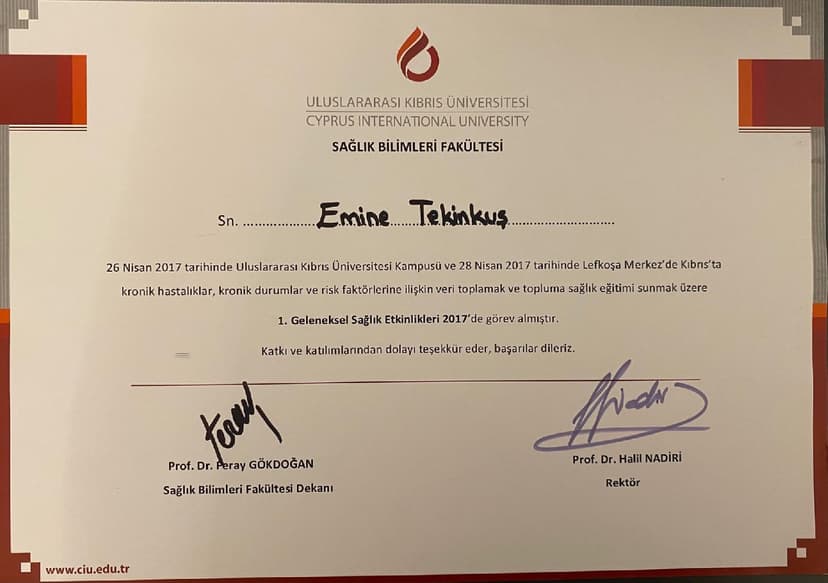 ULUSLARARASI KIBRIS ÜNİVERSİTESİ
CYPRUS INTERNATIONAL UNIVERSITY
SAĞLIK BİLİMLERİ FAKÜLTESİ
Sn. .................. Emine Tekinkuş ..........................
26 Nisan 2017 tarihinde Uluslararası Kıbrıs Üniversitesi Kampusü ve 28 Nisan 2017 tarihinde Lefkoşa Merkez'de Kıbrıs'ta
kronik hastalıklar, kronik durumlar ve risk faktörlerine ilişkin veri toplamak ve topluma sağlık eğitimi sunmak üzere
1. Geleneksel Sağlık Etkinlikleri 2017'de görev almıştır.
Katkı ve katılımlarından dolayı teşekkür eder, başarılar dileriz.
Feray
Nadiri
Prof. Dr. Feray GÖKDOĞAN
Prof. Dr. Halil NADİRİ
Sağlık Bilimleri Fakültesi Dekanı
Rektör
www.ciu.edu.tr